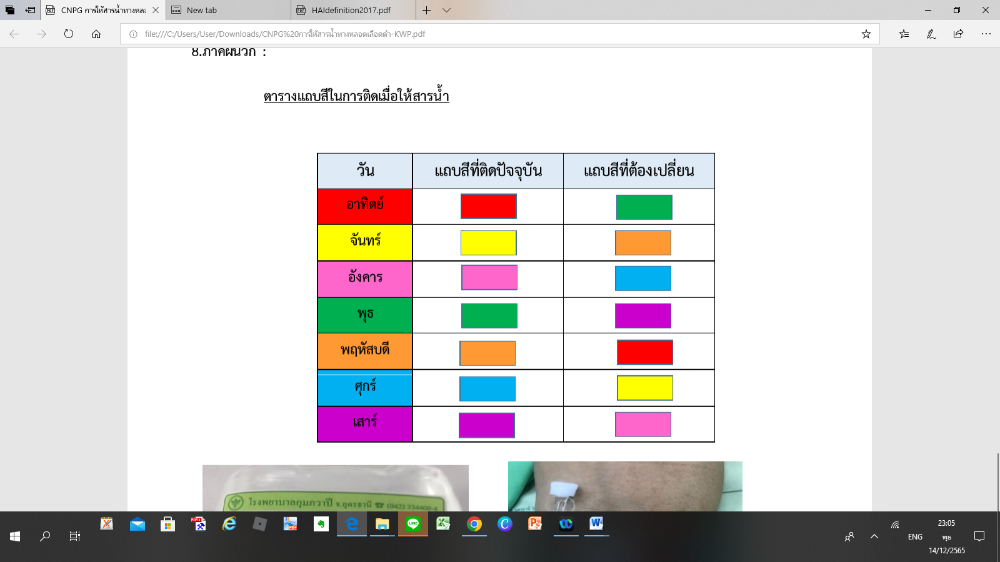 CNPG การให้สารน้ำทางหล
New tab
HAIdefinition2017.pdf
file:///C:/Users/User/Downloads/CNPG%20การให้สารน้ำทางหลอดเลือดดำ-KWP.pdf
8.ภาคผนวก :
ตารางแถบสีในการติดเมื่อให้สารน้ำ
วัน แถบสีที่ติดปัจจุบัน แถบสีที่ต้องเปลี่ยน
อาทิตย์
จันทร์
อังคาร
พุธ
พฤหัสบดี
ศุกร์
เสาร์
โรงพยาบาลกุมภวาปี จ.อุดรธานี ☎ (042) 334400-4
23:05
ENG พุธ
14/12/2565